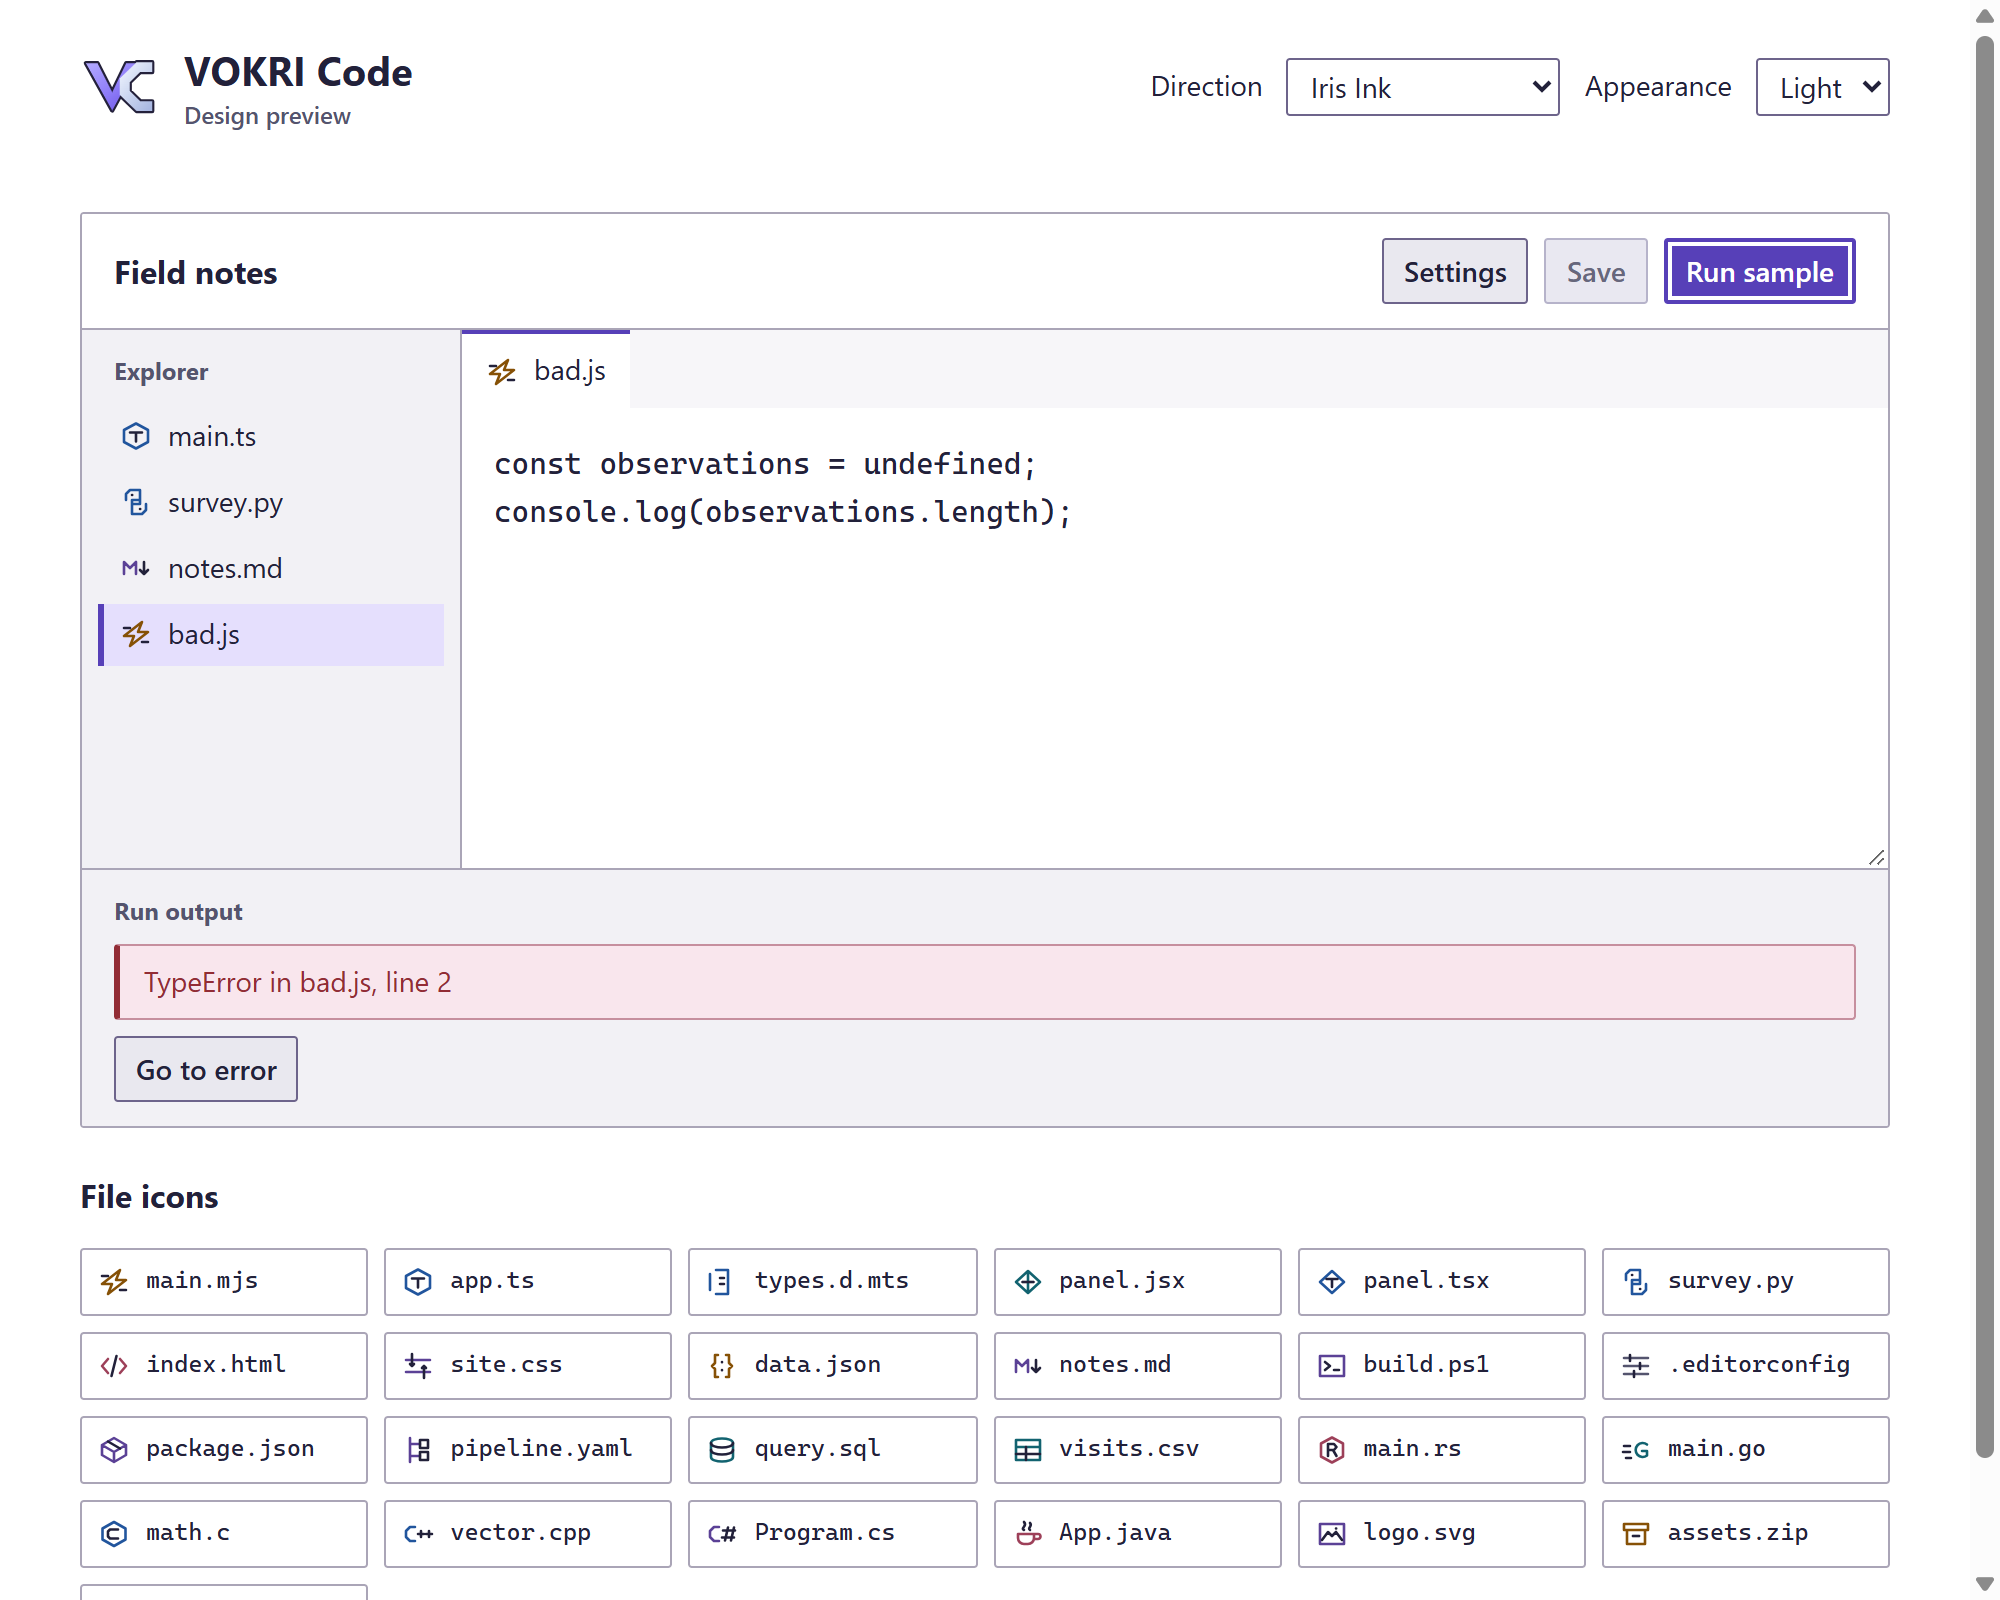 VOKRI Code
Design preview
Direction
Iris Ink
Appearance
Light
Field notes
Settings
Save
Run sample
Explorer
main.ts
survey.py
notes.md
bad.js
bad.js
const observations = undefined;
console.log(observations.length);
Run output
TypeError in bad.js, line 2
Go to error
File icons
main.mjs
app.ts
types.d.mts
panel.jsx
panel.tsx
survey.py
index.html
site.css
data.json
notes.md
build.ps1
.editorconfig
package.json
pipeline.yaml
query.sql
visits.csv
main.rs
main.go
math.c
vector.cpp
Program.cs
App.java
logo.svg
assets.zip